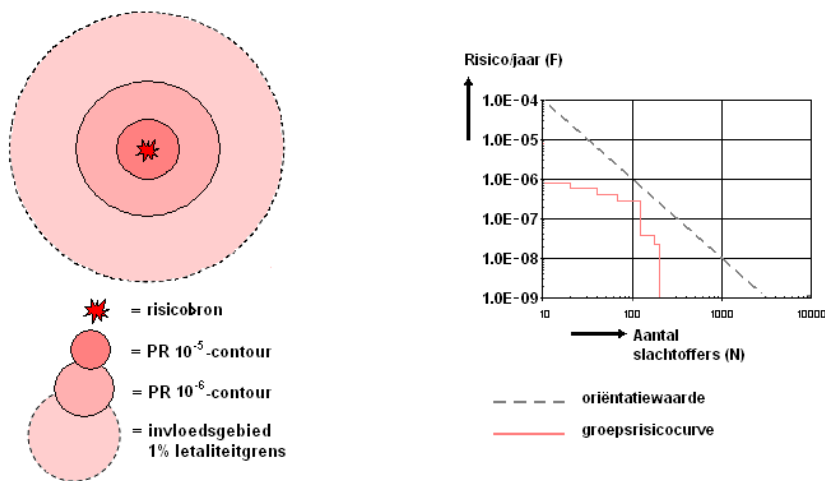 = risicobron
= PR 10⁻⁵-contour
= PR 10⁻⁶-contour
= invloedsgebied
1% letaliteitgrens
Risico/jaar (F)
1.0E-04
1.0E-05
1.0E-06
1.0E-07
1.0E-08
1.0E-09
10 100 1000 10000
Aantal
slachtoffers (N)
oriëntatiewaarde
groepsrisicocurve